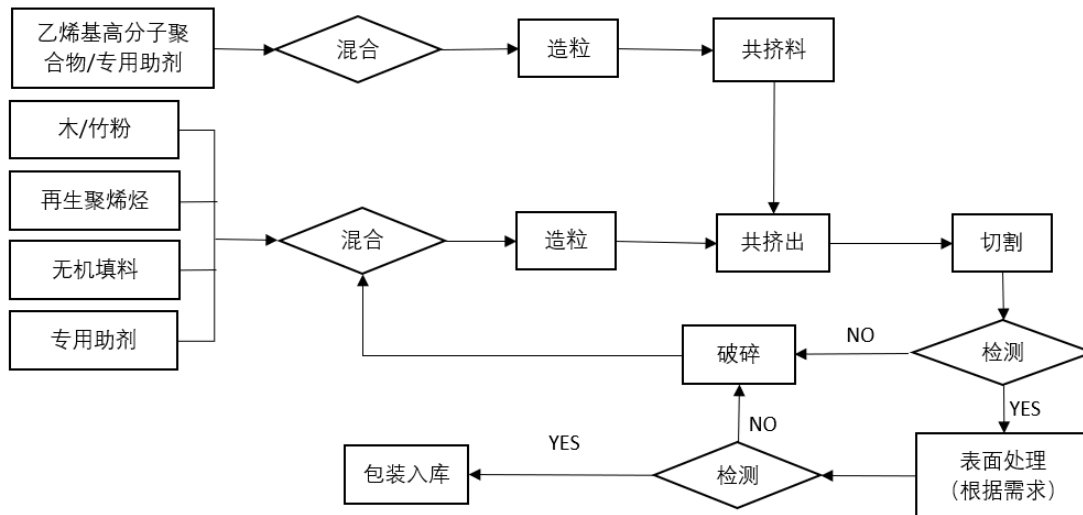 乙烯基高分子聚
合物/专用助剂
混合
造粒
共挤料
木/竹粉
再生聚烯烃
无机填料
专用助剂
混合
造粒
共挤出
切割
破碎
NO
检测
YES
NO
YES
包装入库
检测
表面处理
（根据需求）